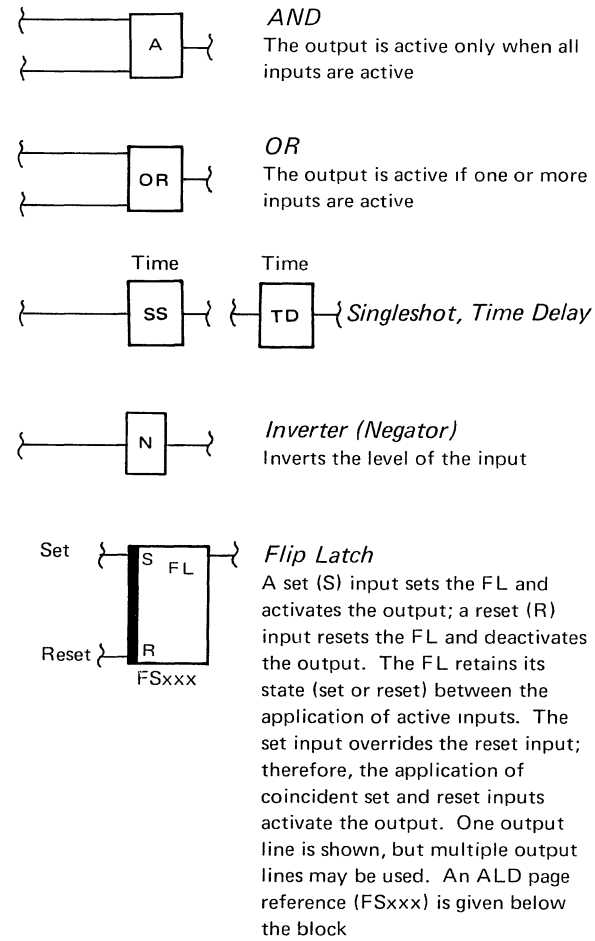 AND
A
The output is active only when all
inputs are active
OR
OR
The output is active if one or more
inputs are active
Time
Time
SS
TD
Singleshot, Time Delay
N
Inverter (Negator)
Inverts the level of the input
Set
S
FL
Reset
R
FSxxx
Flip Latch
A set (S) input sets the FL and
activates the output; a reset (R)
input resets the FL and deactivates
the output. The FL retains its
state (set or reset) between the
application of active inputs. The
set input overrides the reset input;
therefore, the application of
coincident set and reset inputs
activate the output. One output
line is shown, but multiple output
lines may be used. An ALD page
reference (FSxxx) is given below
the block